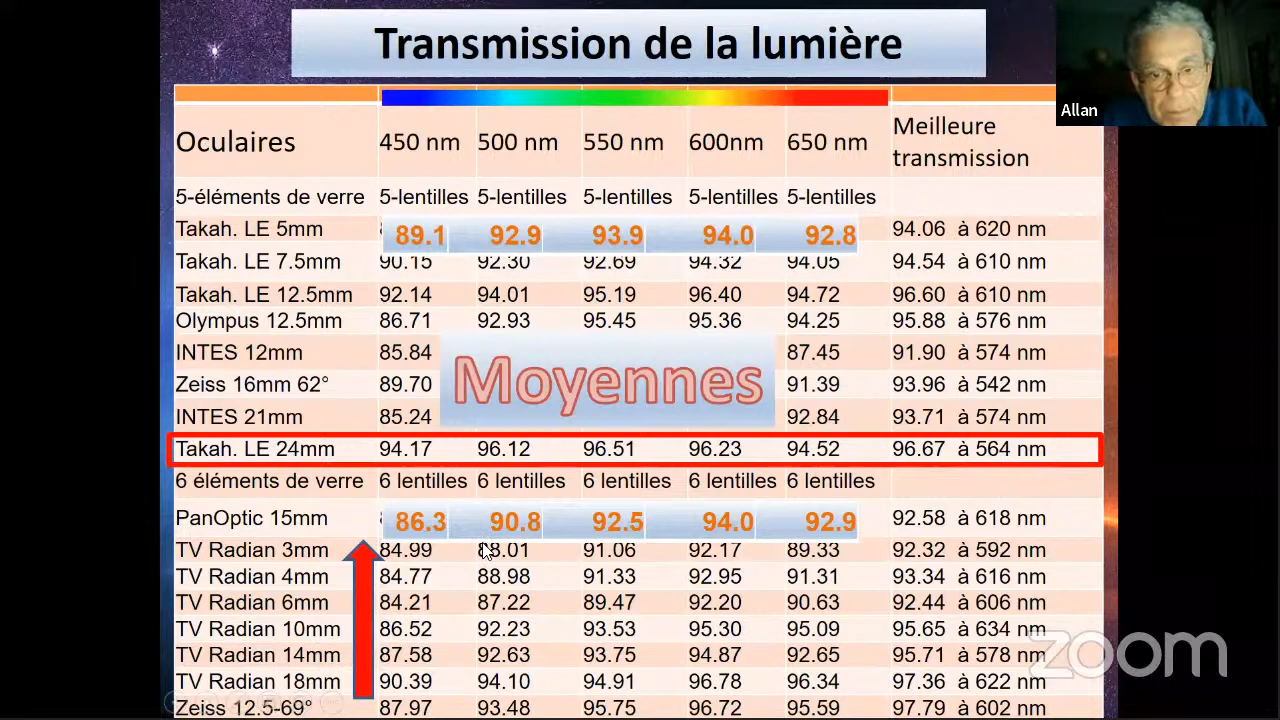 Transmission de la lumière
Allan
Oculaires 450 nm 500 nm 550 nm 600nm 650 nm Meilleure transmission
5-éléments de verre 5-lentilles 5-lentilles 5-lentilles 5-lentilles 5-lentilles
Takah. LE 5mm 89.1 92.9 93.9 94.0 92.8 94.06 à 620 nm
Takah. LE 7.5mm 90.15 92.30 92.69 94.32 94.05 94.54 à 610 nm
Takah. LE 12.5mm 92.14 94.01 95.19 96.40 94.72 96.60 à 610 nm
Olympus 12.5mm 86.71 92.93 95.45 95.36 94.25 95.88 à 576 nm
INTES 12mm 85.84 87.45 91.90 à 574 nm
Moyennes
Zeiss 16mm 62° 89.70 91.39 93.96 à 542 nm
INTES 21mm 85.24 92.84 93.71 à 574 nm
Takah. LE 24mm 94.17 96.12 96.51 96.23 94.52 96.67 à 564 nm
6 éléments de verre 6 lentilles 6 lentilles 6 lentilles 6 lentilles 6 lentilles
PanOptic 15mm 86.3 90.8 92.5 94.0 92.9 92.58 à 618 nm
TV Radian 3mm 84.99 .01 91.06 92.17 89.33 92.32 à 592 nm
TV Radian 4mm 84.77 88.98 91.33 92.95 91.31 93.34 à 616 nm
TV Radian 6mm 84.21 87.22 89.47 92.20 90.63 92.44 à 606 nm
TV Radian 10mm 86.52 92.23 93.53 95.30 95.09 95.65 à 634 nm
TV Radian 14mm 87.58 92.63 93.75 94.87 92.65 95.71 à 578 nm
TV Radian 18mm 90.39 94.10 94.91 96.78 96.34 97.36 à 622 nm
Zeiss 12.5-69° 87.97 93.48 95.75 96.72 95.59 97.79 à 602 nm
zoom